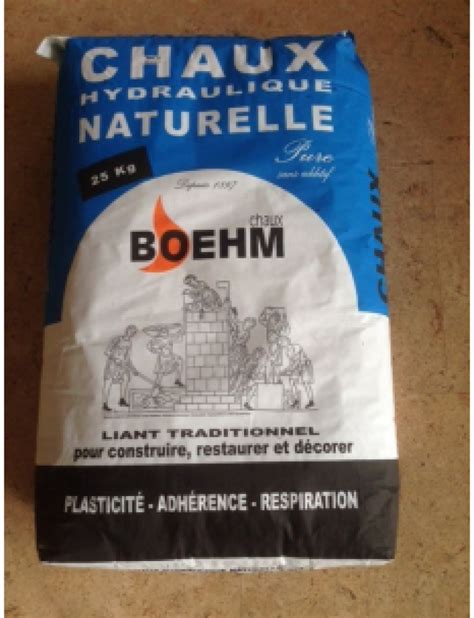 CHAUX
HYDRAULIQUE
NATURELLE
Pure
sans additif
25 Kg
Depuis 1897
chaux
BOEHM
LIANT TRADITIONNEL
pour construire, restaurer et décorer
PLASTICITÉ - ADHÉRENCE - RESPIRATION
CHAUX